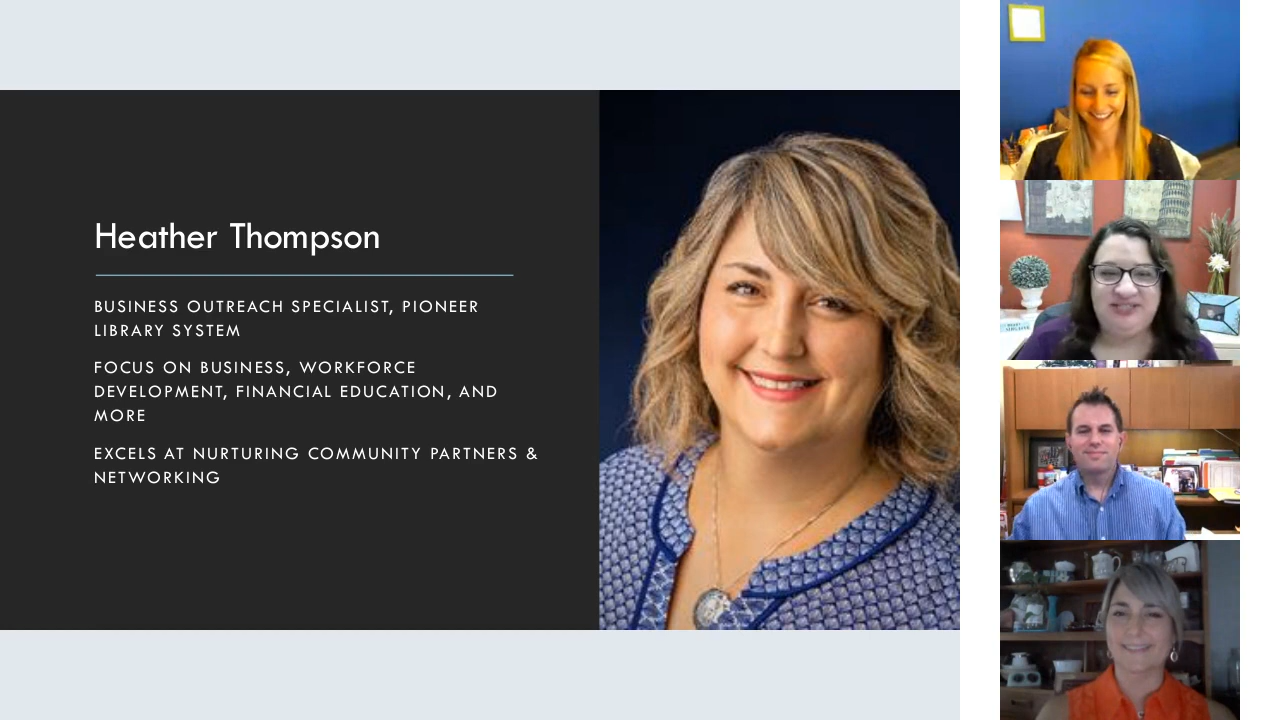 Heather Thompson
BUSINESS OUTREACH SPECIALIST, PIONEER
LIBRARY SYSTEM
FOCUS ON BUSINESS, WORKFORCE
DEVELOPMENT, FINANCIAL EDUCATION, AND
MORE
EXCELS AT NURTURING COMMUNITY PARTNERS &
NETWORKING